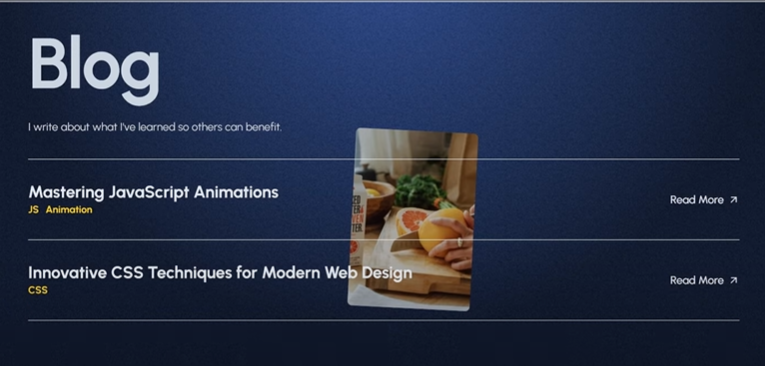 Blog
I write about what I've learned so others can benefit.
Mastering JavaScript Animations
Read More ↗
JS Animation
Innovative CSS Techniques for Modern Web Design
Read More ↗
CSS